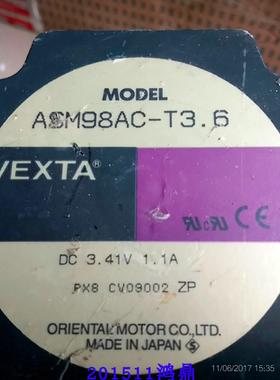 MODEL
ASM98AC-T3.6
VEXTA®
DC 3.41V 1.1A
PX8 CV09002 ZP
ORIENTAL MOTOR CO.,LTD.
MADE IN JAPAN
11/06/2017 15:35
201511鸿鼎